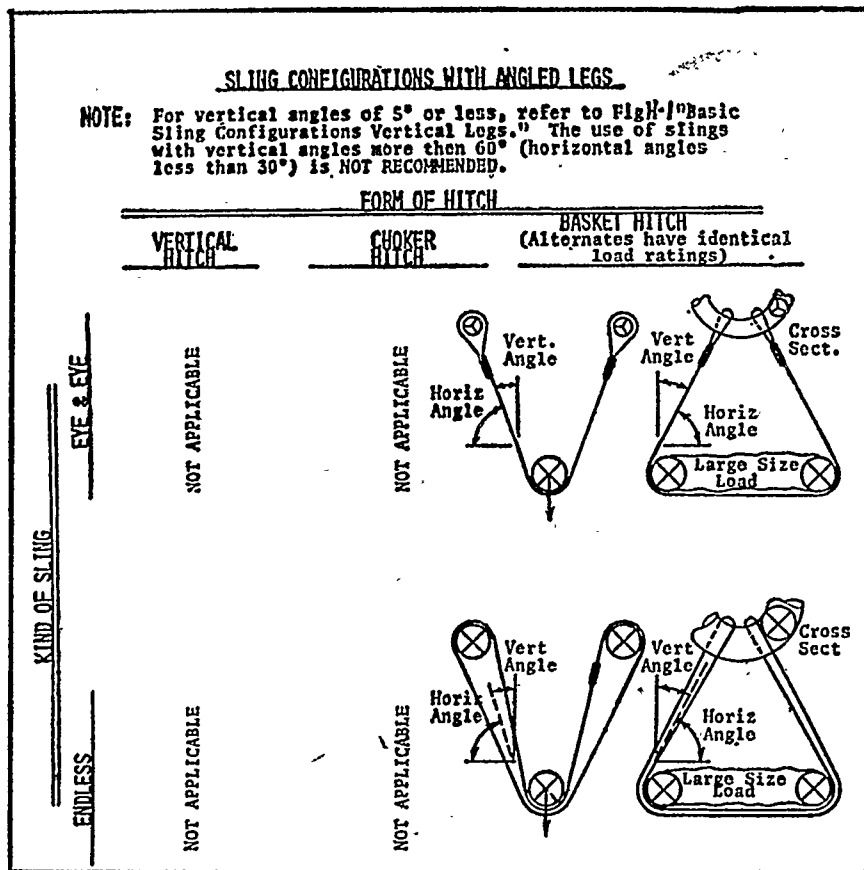 SLING CONFIGURATIONS WITH ANGLED LEGS
NOTE: For vertical angles of 5° or less, refer to FigH-1"Basic
Sling Configurations Vertical Legs." The use of slings
with vertical angles more then 60° (horizontal angles
less than 30°) is NOT RECOMMENDED.
FORM OF HITCH
VERTICAL
HITCH
CHOKER
HITCH
BASKET HITCH
(Alternates have identical
load ratings)
KIND OF SLING
EYE & EYE
NOT APPLICABLE
NOT APPLICABLE
Vert.
Angle
Horiz
Angle
Vert
Angle
Cross
Sect.
Horiz
Angle
Large Size
Load
ENDLESS
NOT APPLICABLE
NOT APPLICABLE
Vert
Angle
Horiz
Angle
Vert
Angle
Cross
Sect
Horiz
Angle
Large Size
Load